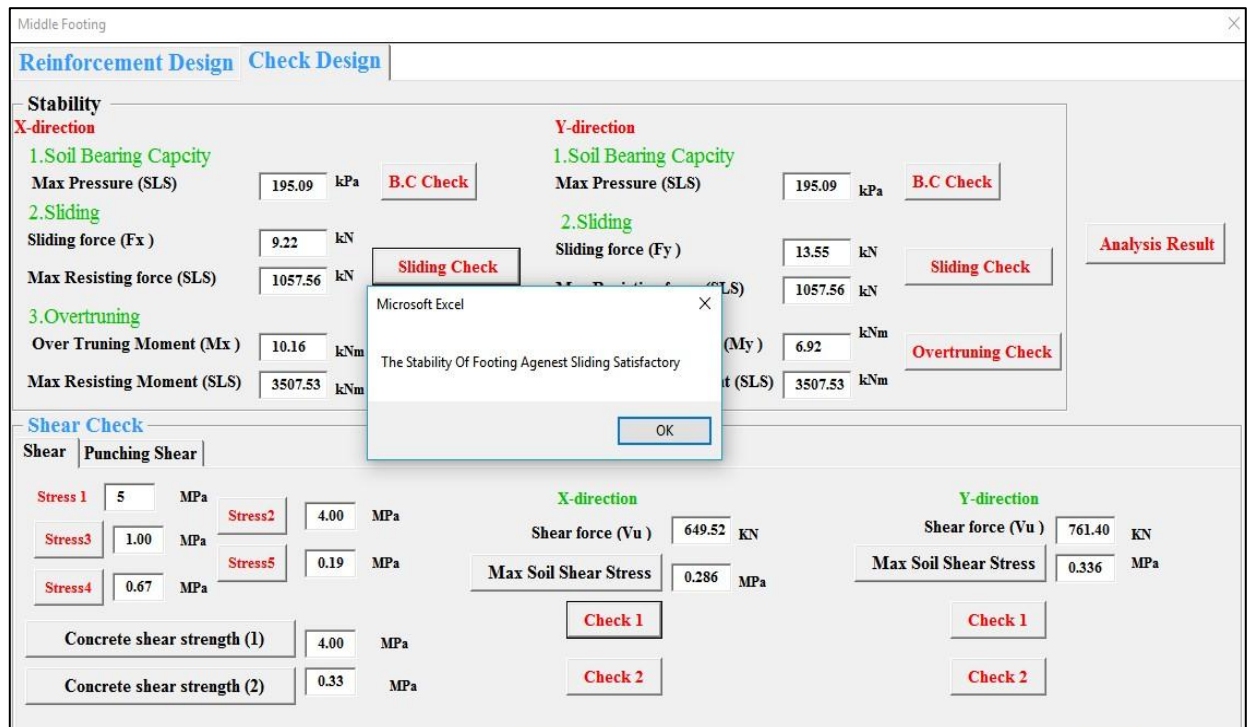 Middle Footing
Reinforcement Design Check Design
Stability
X-direction
1.Soil Bearing Capcity
Max Pressure (SLS) 195.09 kPa B.C Check
2.Sliding
Sliding force (Fx ) 9.22 kN
Max Resisting force (SLS) 1057.56 kN Sliding Check
3.Overtruning
Over Truning Moment (Mx ) 10.16 kNm
Max Resisting Moment (SLS) 3507.53 kNm
Y-direction
1.Soil Bearing Capcity
Max Pressure (SLS) 195.09 kPa B.C Check
2.Sliding
Sliding force (Fy ) 13.55 kN
(SLS) 1057.56 kN Sliding Check
(My ) 6.92 kNm
(SLS) 3507.53 kNm Overtruning Check
Analysis Result
Microsoft Excel
The Stability Of Footing Agenest Sliding Satisfactory
OK
Shear Check
Shear Punching Shear
Stress 1 5 MPa
Stress2 4.00 MPa
Stress3 1.00 MPa
Stress5 0.19 MPa
Stress4 0.67 MPa
Concrete shear strength (1) 4.00 MPa
Concrete shear strength (2) 0.33 MPa
X-direction
Shear force (Vu ) 649.52 KN
Max Soil Shear Stress 0.286 MPa
Check 1
Check 2
Y-direction
Shear force (Vu ) 761.40 KN
Max Soil Shear Stress 0.336 MPa
Check 1
Check 2